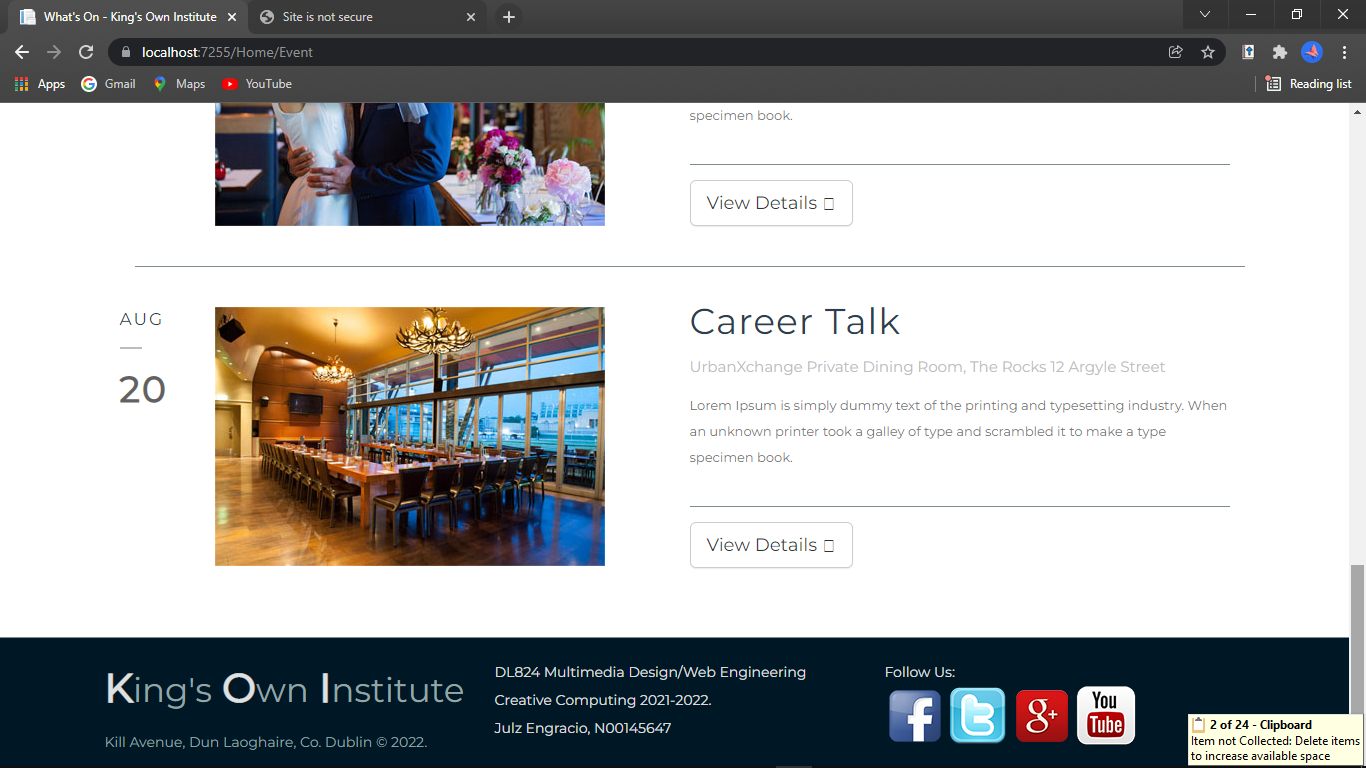 What's On - King's Own Institute
Site is not secure
localhost:7255/Home/Event
Apps
Gmail
Maps
YouTube
Reading list
specimen book.
View Details
AUG
20
Career Talk
UrbanXchange Private Dining Room, The Rocks 12 Argyle Street
Lorem Ipsum is simply dummy text of the printing and typesetting industry. When
an unknown printer took a galley of type and scrambled it to make a type
specimen book.
View Details
King's Own Institute
Kill Avenue, Dun Laoghaire, Co. Dublin © 2022.
DL824 Multimedia Design/Web Engineering
Creative Computing 2021-2022.
Julz Engracio, N00145647
Follow Us:
f
t
g+
You
Tube
2 of 24 - Clipboard
Item not Collected: Delete items
to increase available space